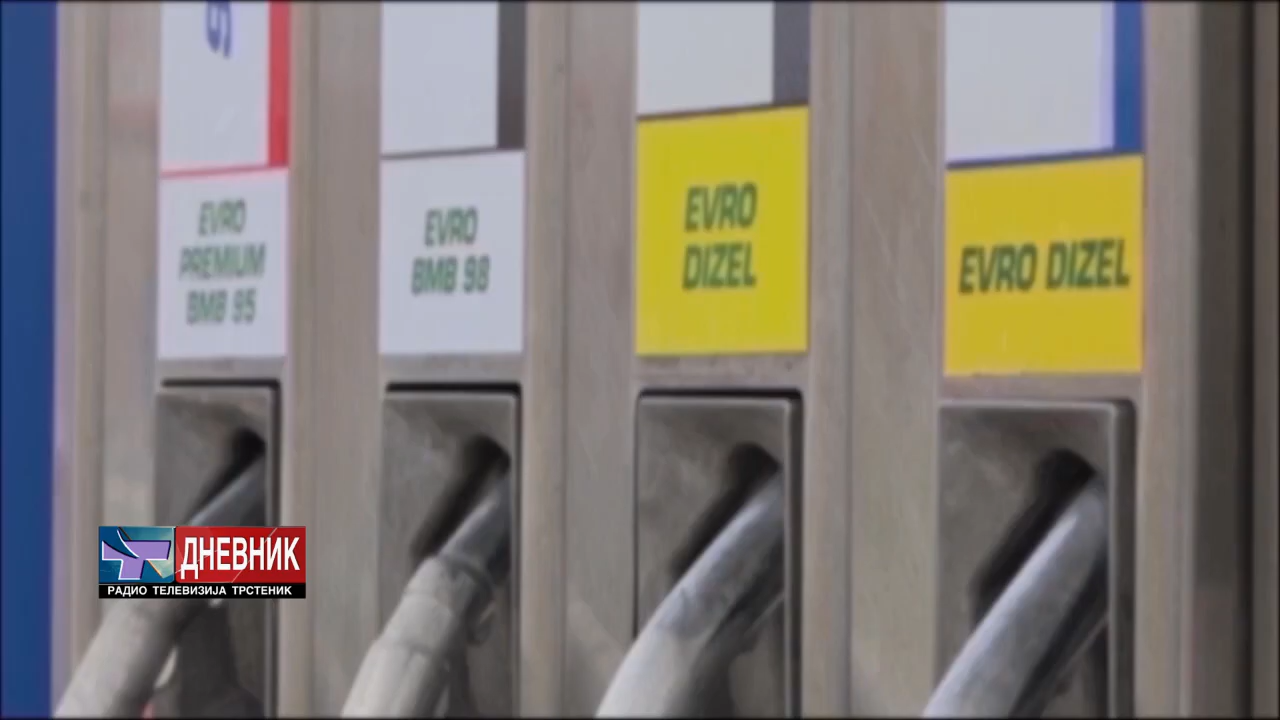 EVRO
PREMIUM
BMB 95
EVRO
BMB 98
EVRO
DIZEL
EVRO DIZEL
ДНЕВНИК
РАДИО ТЕЛЕВИЗИЈА ТРСТЕНИК